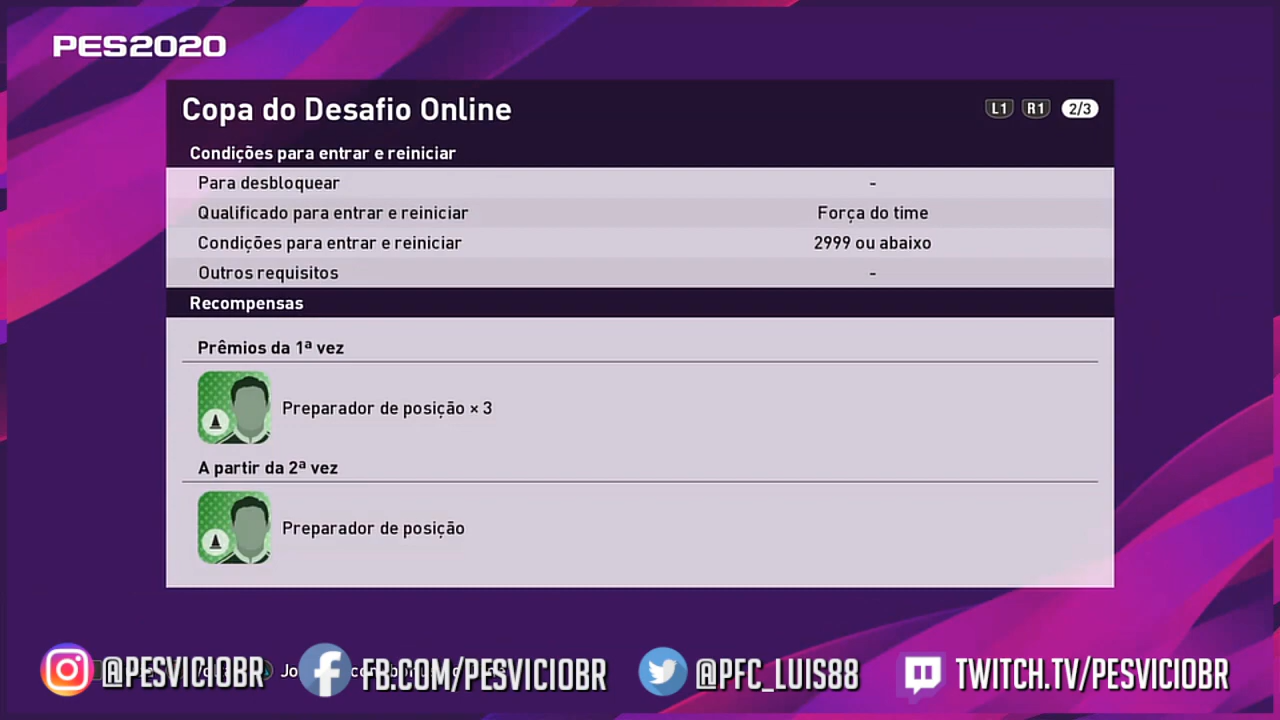 PES2020
Copa do Desafio Online L1 R1 2/3
Condições para entrar e reiniciar
Para desbloquear -
Qualificado para entrar e reiniciar Força do time
Condições para entrar e reiniciar 2999 ou abaixo
Outros requisitos -
Recompensas
Prêmios da 1ª vez
Preparador de posição × 3
A partir da 2ª vez
Preparador de posição
@PESVICIOBR FB.COM/PESVICIOBR @PFC_LUIS88 TWITCH.TV/PESVICIOBR